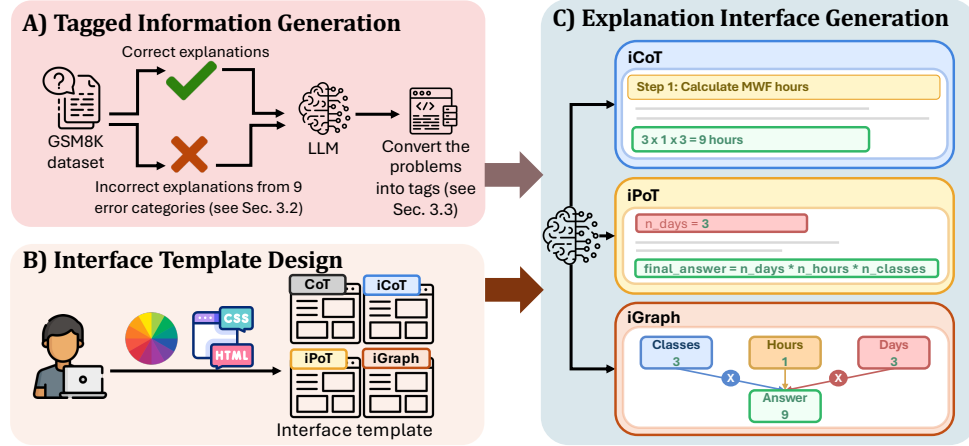 A) Tagged Information Generation
Correct explanations
GSM8K
dataset
LLM
Convert the
problems
into tags (see
Sec. 3.3)
Incorrect explanations from 9
error categories (see Sec. 3.2)
B) Interface Template Design
CSS
HTML
CoT
iCoT
iPoT
iGraph
Interface template
C) Explanation Interface Generation
iCoT
Step 1: Calculate MWF hours
3 x 1 x 3 = 9 hours
iPoT
n_days = 3
final_answer = n_days * n_hours * n_classes
iGraph
Classes
3
Hours
1
Days
3
X
X
Answer
9